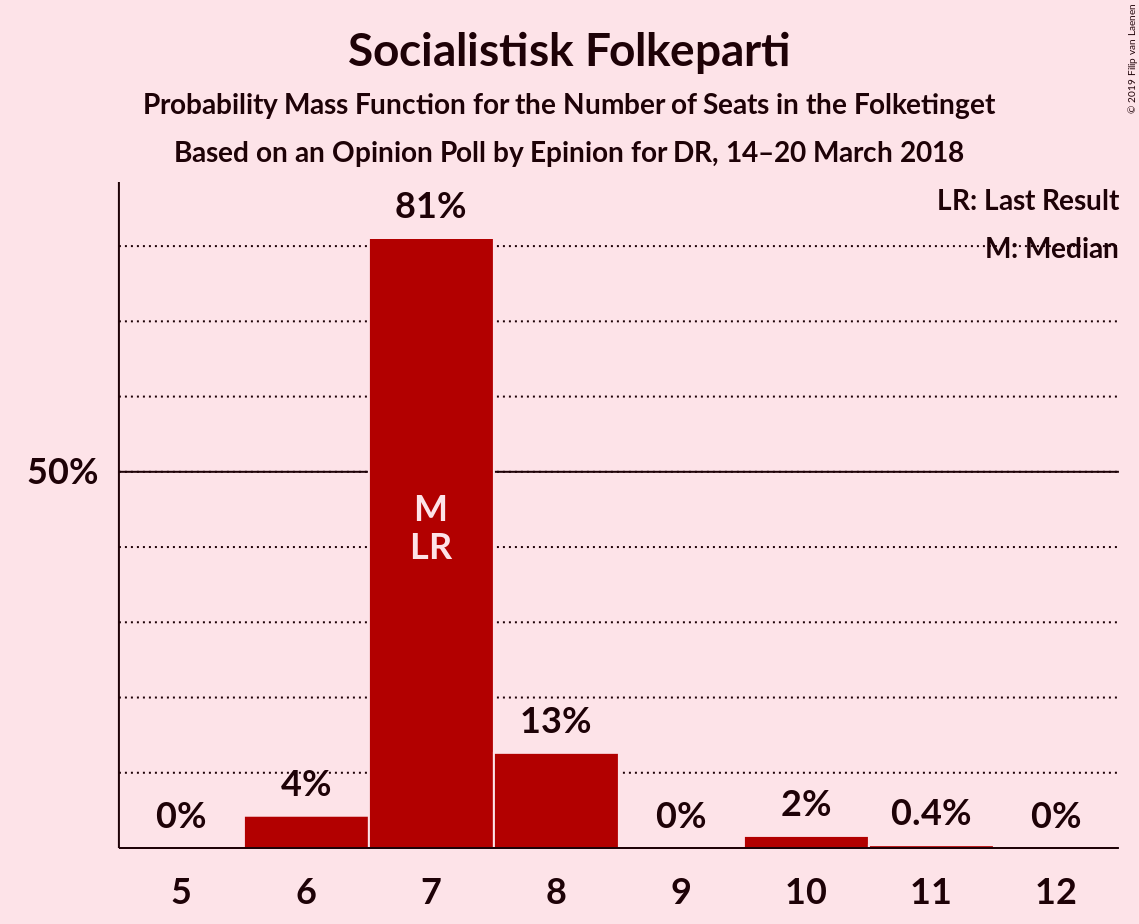 Socialistisk Folkeparti
Probability Mass Function for the Number of Seats in the Folketinget
Based on an Opinion Poll by Epinion for DR, 14–20 March 2018
© 2019 Filip van Laenen
LR: Last Result
M: Median
81%
50%
M
LR
13%
4%
0%
0%
2%
0.4%
0%
5 6 7 8 9 10 11 12